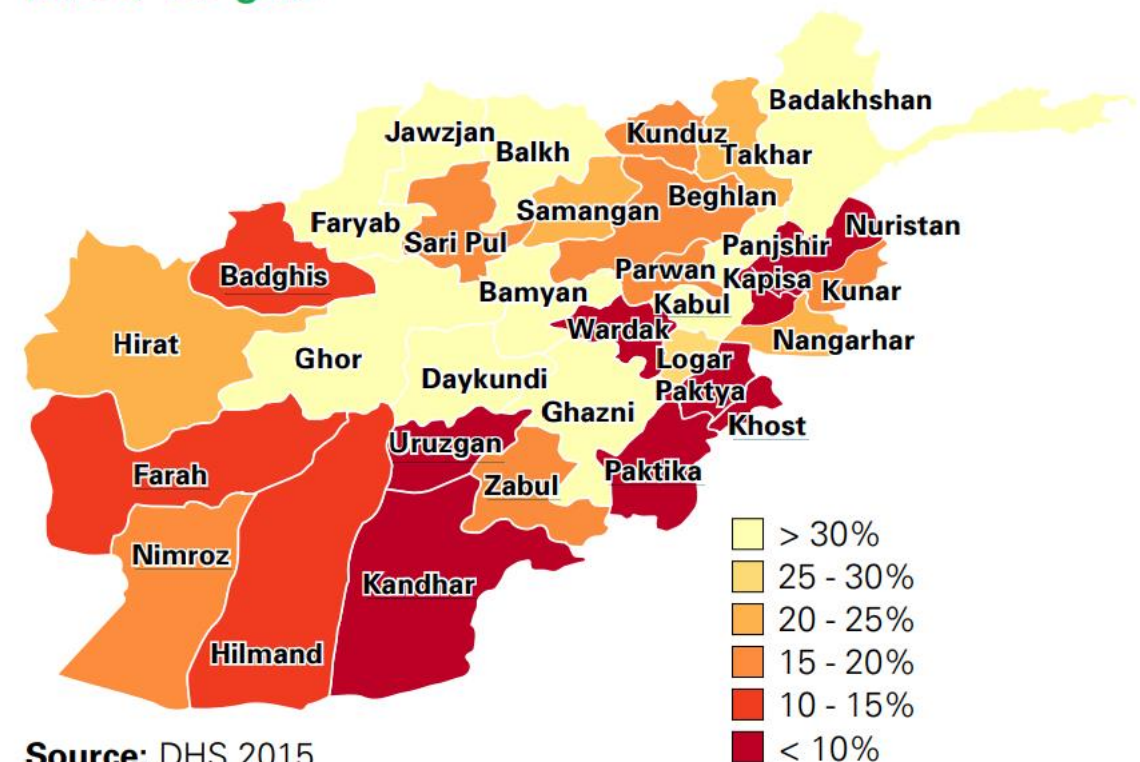 Badakhshan
Jawzjan
Kunduz
Balkh
Takhar
Beghlan
Samangan
Faryab
Nuristan
Sari Pul
Panjshir
Badghis
Parwan
Kapisa
Bamyan
Kunar
Kabul
Wardak
Hirat
Nangarhar
Ghor
Logar
Daykundi
Paktya
Ghazni
Khost
Uruzgan
Farah
Paktika
Zabul
Nimroz
Kandhar
Hilmand
> 30%
25 - 30%
20 - 25%
15 - 20%
10 - 15%
< 10%
Source: DHS 2015